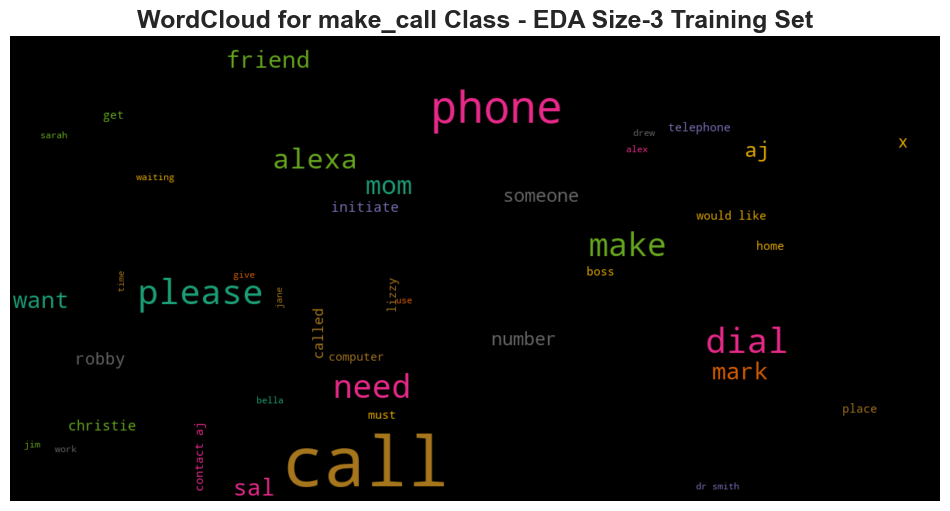 WordCloud for make_call Class - EDA Size-3 Training Set
friend
phone
get
sarah
drew
telephone
alex
aj
x
alexa
waiting
mom
initiate
someone
would like
make
home
boss
time
give
jane
lizzy
use
want
please
called
number
dial
robby
computer
mark
need
bella
must
place
christie
contact aj
call
jim
work
sal
dr smith